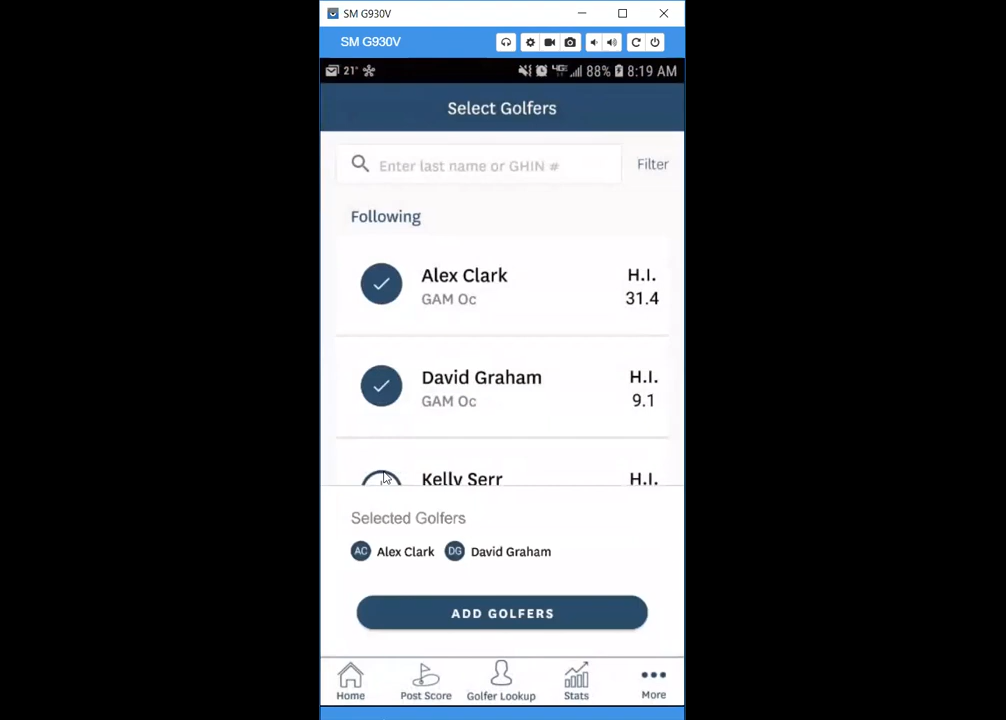 SM G930V
SM G930V
21° 4G 88% 8:19 AM
Select Golfers
Enter last name or GHIN # Filter
Following
Alex Clark H.I.
GAM Oc 31.4
David Graham H.I.
GAM Oc 9.1
Kelly Serr H.I.
Selected Golfers
AC Alex Clark DG David Graham
ADD GOLFERS
Home Post Score Golfer Lookup Stats More